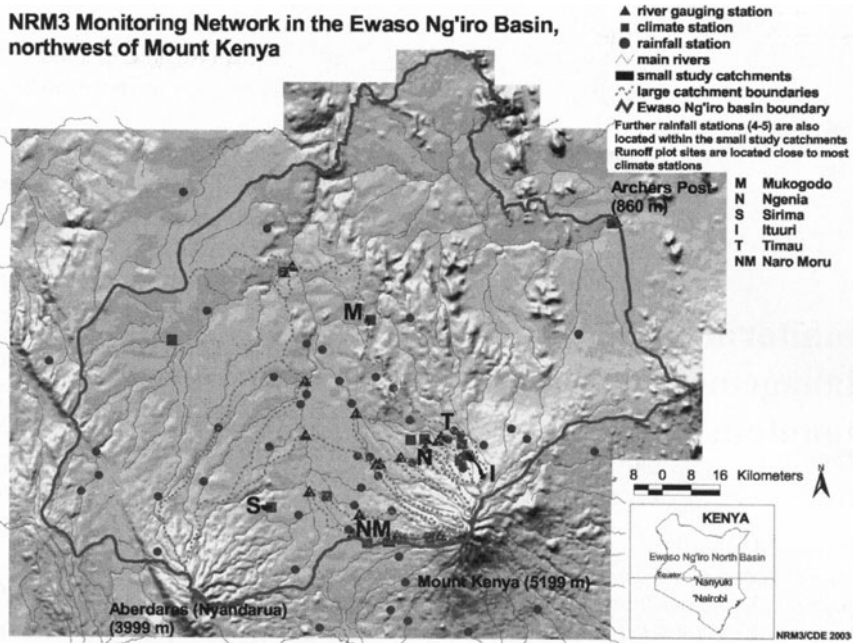 NRM3 Monitoring Network in the Ewaso Ng'iro Basin,
northwest of Mount Kenya
river gauging station
climate station
rainfall station
main rivers
small study catchments
large catchment boundaries
Ewaso Ng'iro basin boundary
Further rainfall stations (4-5) are also
located within the small study catchments
Runoff plot sites are located close to most
climate stations
Archers Post
(860 m)
M Mukogodo
N Ngenia
S Sirima
I Ituuri
T Timau
NM Naro Moru
M
T
N
I
S
NM
Mount Kenya (5199 m)
Aberdares (Nyandarua)
(3999 m)
8 0 8 16 Kilometers
N
KENYA
Ewaso Ng'iro North Basin
Equator
Nanyuki
Nairobi
NRM3/CDE 2003